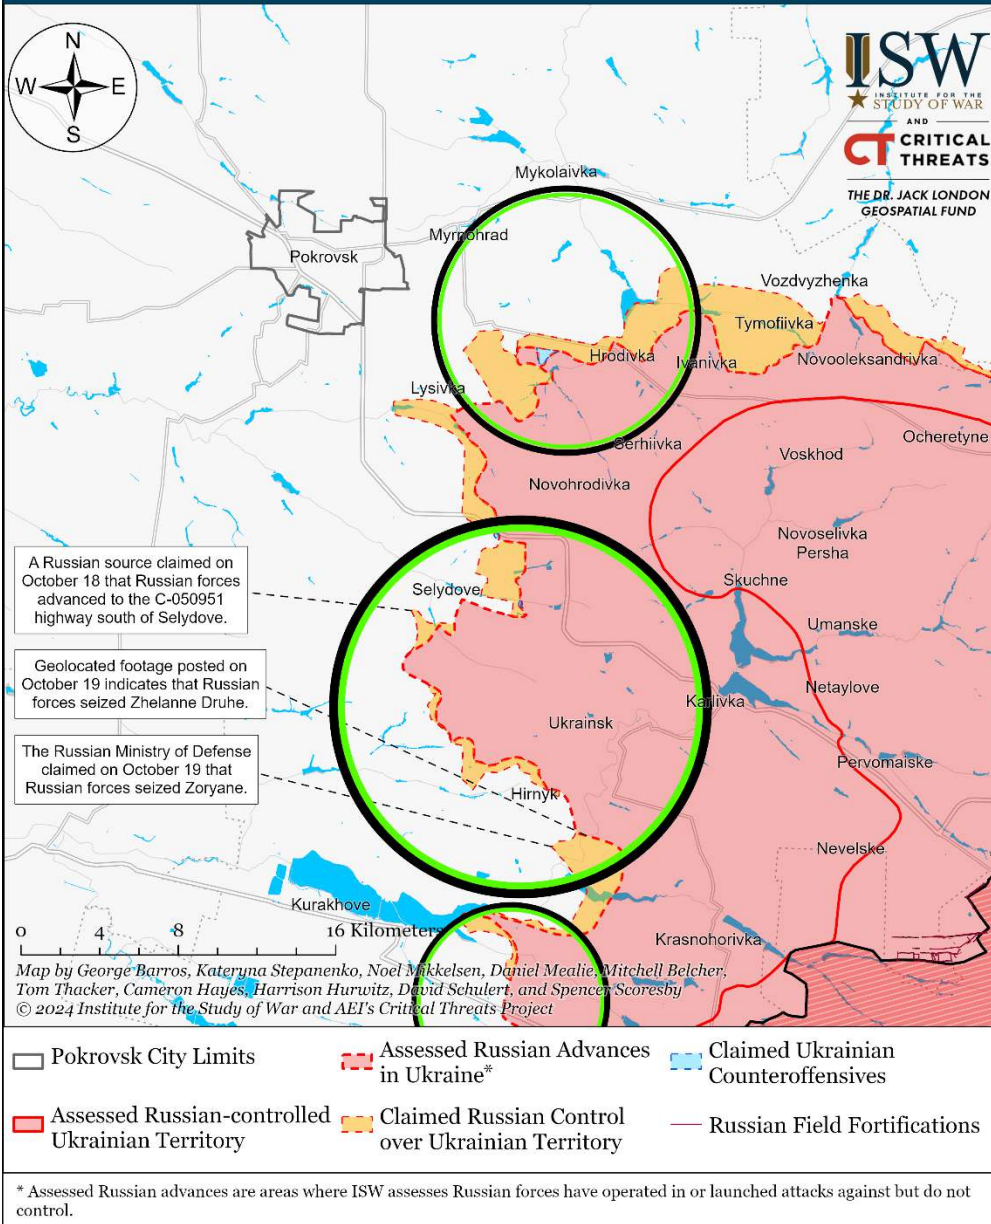 N
W
E
S
ISW
INSTITUTE FOR THE
STUDY OF WAR
AND
CT CRITICAL
THREATS
THE DR. JACK LONDON
GEOSPATIAL FUND
Mykolaivka
Myrnohrad
Pokrovsk
Vozdvyzhenka
Tymofiivka
Hrodivka
Ivanivka
Novooleksandrivka
Lysivka
Ocheretyne
Serhiivka
Voskhod
Novohrodivka
Novoselivka
Persha
A Russian source claimed on
October 18 that Russian forces
advanced to the C-050951
highway south of Selydove.
Selydove
Skuchne
Umanske
Geolocated footage posted on
October 19 indicates that Russian
forces seized Zhelanne Druhe.
Netaylove
Karlivka
Ukrainsk
The Russian Ministry of Defense
claimed on October 19 that
Russian forces seized Zoryane.
Pervomaiske
Hirnyk
Nevelske
Kurakhove
Krasnohorivka
0 4 8 16 Kilometers
Map by George Barros, Kateryna Stepanenko, Noel Mikkelsen, Daniel Mealie, Mitchell Belcher,
Tom Thacker, Cameron Hayes, Harrison Hurwitz, David Schulert, and Spencer Scoresby
© 2024 Institute for the Study of War and AEI's Critical Threats Project
Pokrovsk City Limits
Assessed Russian Advances
in Ukraine*
Claimed Ukrainian
Counteroffensives
Assessed Russian-controlled
Ukrainian Territory
Claimed Russian Control
over Ukrainian Territory
Russian Field Fortifications
* Assessed Russian advances are areas where ISW assesses Russian forces have operated in or launched attacks against but do not
control.